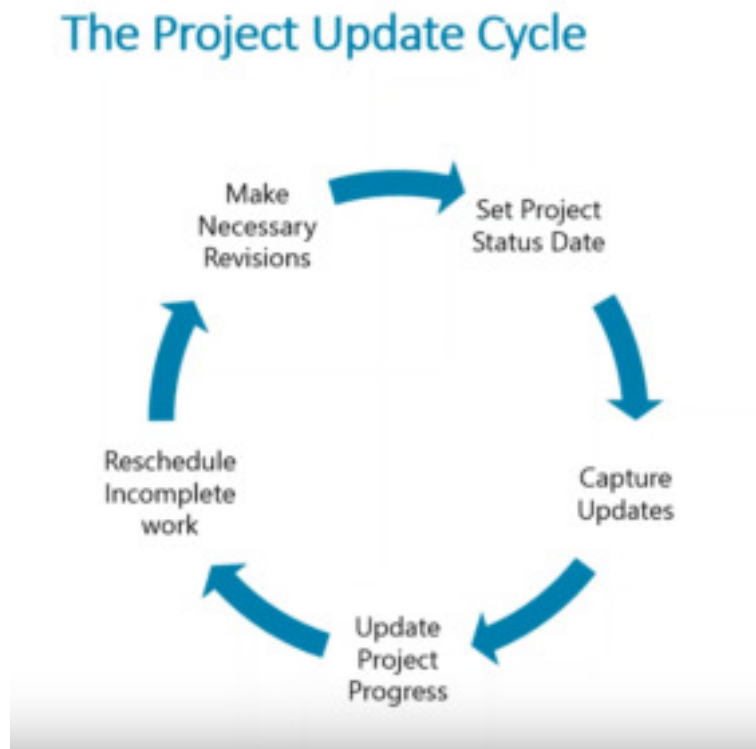 The Project Update Cycle
Make
Necessary
Revisions
Set Project
Status Date
Capture
Updates
Update
Project
Progress
Reschedule
Incomplete
work